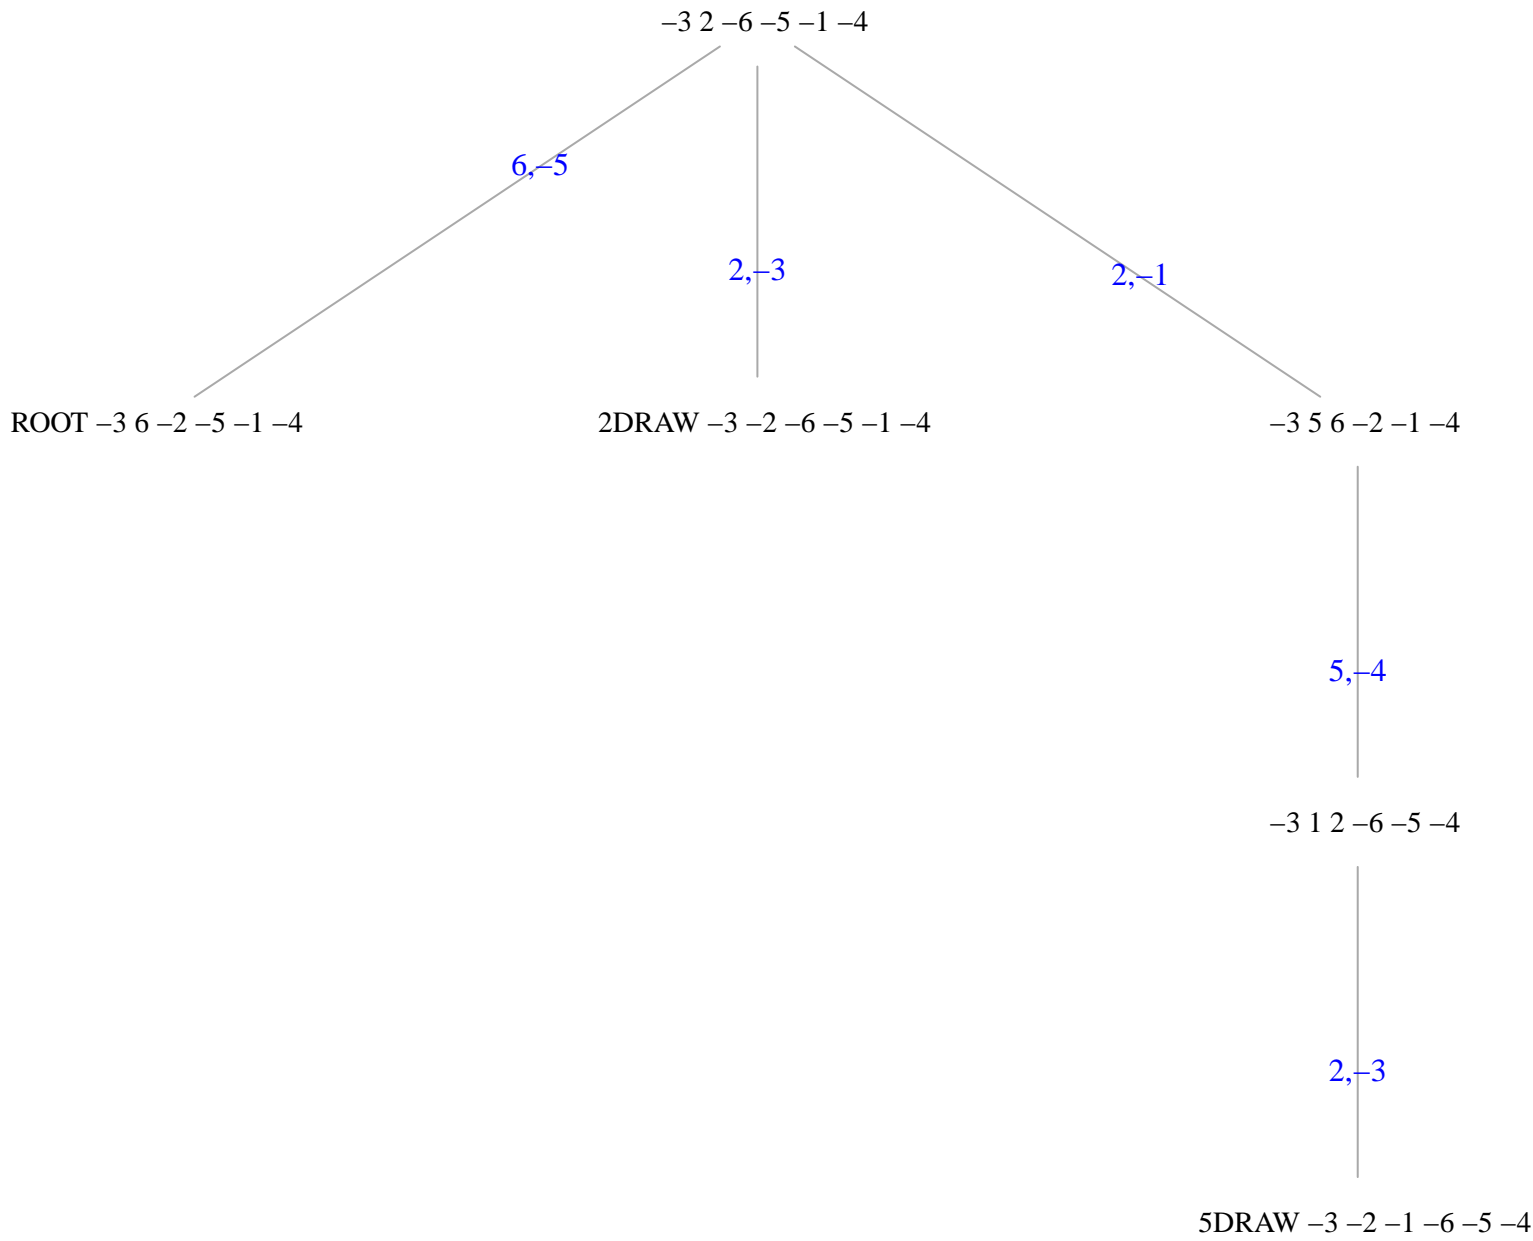 –3 2 –6 –5 –1 –4
6,–5
2,–3
2,–1
ROOT –3 6 –2 –5 –1 –4
2DRAW –3 –2 –6 –5 –1 –4
–3 5 6 –2 –1 –4
5,–4
–3 1 2 –6 –5 –4
2,–3
5DRAW –3 –2 –1 –6 –5 –4